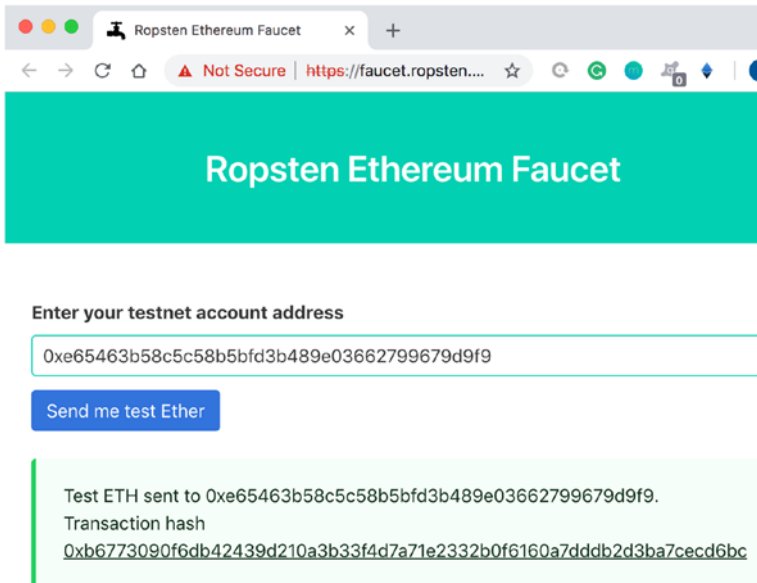 Ropsten Ethereum Faucet
Not Secure | https://faucet.ropsten....
0
Ropsten Ethereum Faucet
Enter your testnet account address
0xe65463b58c5c58b5bfd3b489e03662799679d9f9
Send me test Ether
Test ETH sent to 0xe65463b58c5c58b5bfd3b489e03662799679d9f9.
Transaction hash
0xb6773090f6db42439d210a3b33f4d7a71e2332b0f6160a7dddb2d3ba7cecd6bc